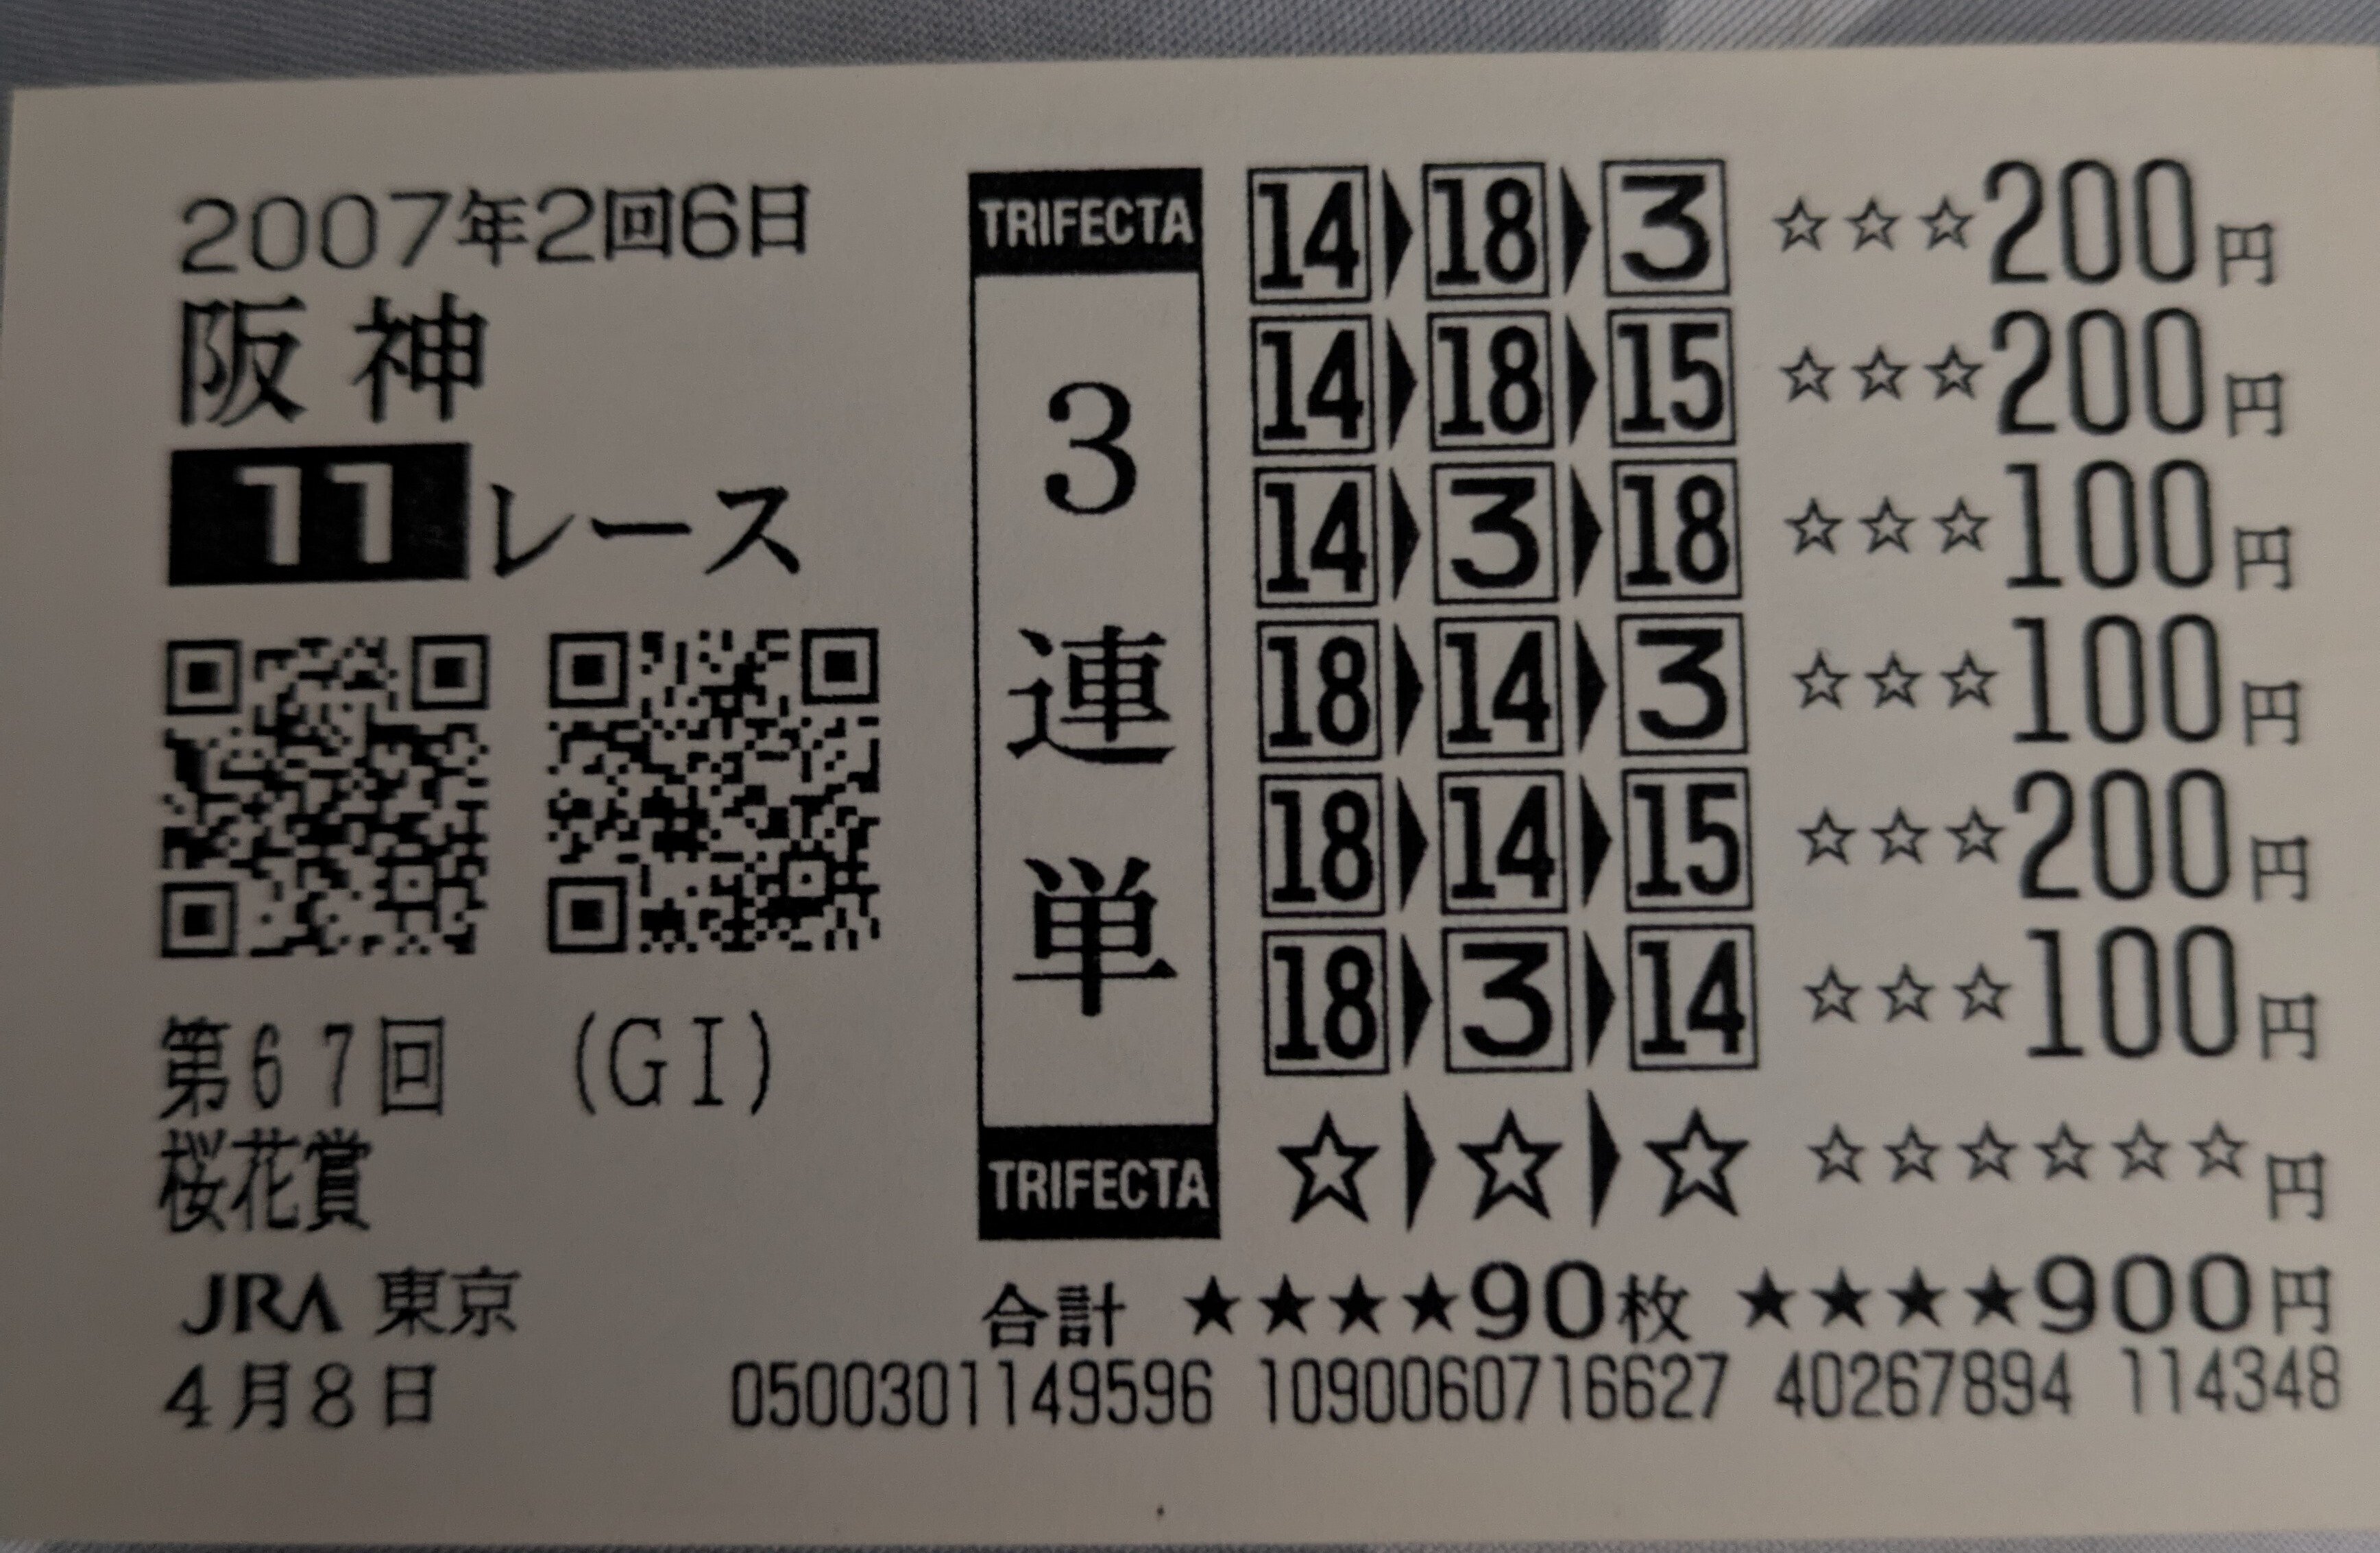 2007年2回6日
阪神
11レース
第67回 (GI)
桜花賞
JRA 東京
4月8日
TRIFECTA
3連単
TRIFECTA
14▶18▶3 ☆☆☆200円
14▶18▶15 ☆☆☆200円
14▶3▶18 ☆☆☆100円
18▶14▶3 ☆☆☆100円
18▶14▶15 ☆☆☆200円
18▶3▶14 ☆☆☆100円
☆▶☆▶☆ ☆☆☆☆☆☆円
合計 ★★★★90枚 ★★★★900円
0500301149596 1090060716627 40267894 114348